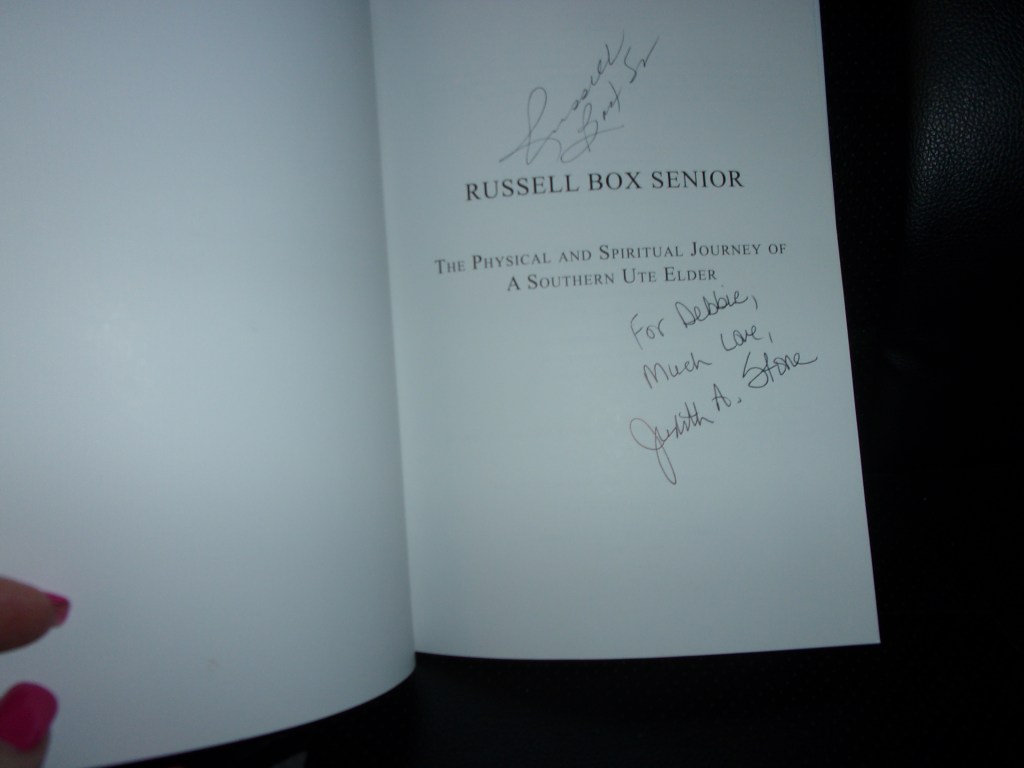 Russell
Box Sr
RUSSELL BOX SENIOR
THE PHYSICAL AND SPIRITUAL JOURNEY OF
A SOUTHERN UTE ELDER
For Debbie,
Much Love,
Judith A. Stone